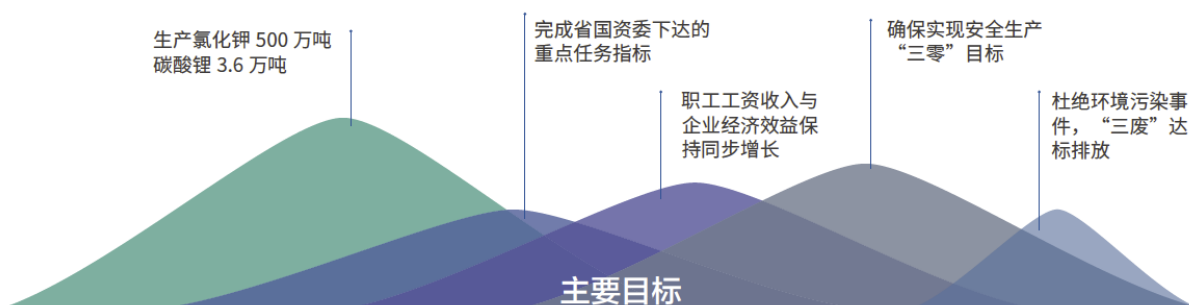 生产氯化钾 500 万吨
碳酸锂 3.6 万吨
完成省国资委下达的
重点任务指标
职工工资收入与
企业经济效益保
持同步增长
确保实现安全生产
“三零”目标
杜绝环境污染事
件，“三废”达
标排放
主要目标